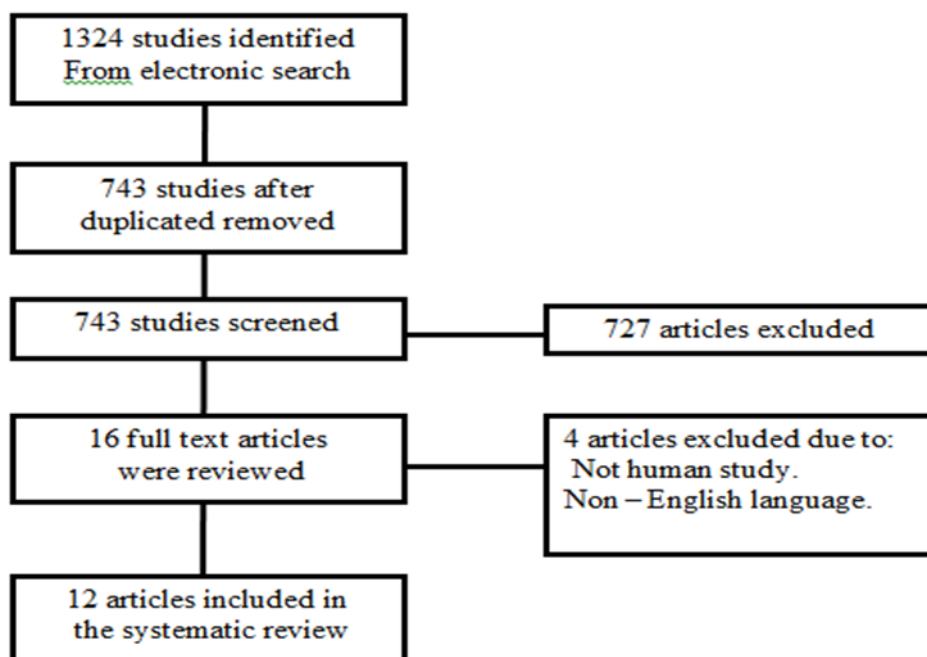 1324 studies identified
From electronic search
743 studies after
duplicated removed
743 studies screened
727 articles excluded
16 full text articles
were reviewed
4 articles excluded due to:
Not human study.
Non – English language.
12 articles included in
the systematic review